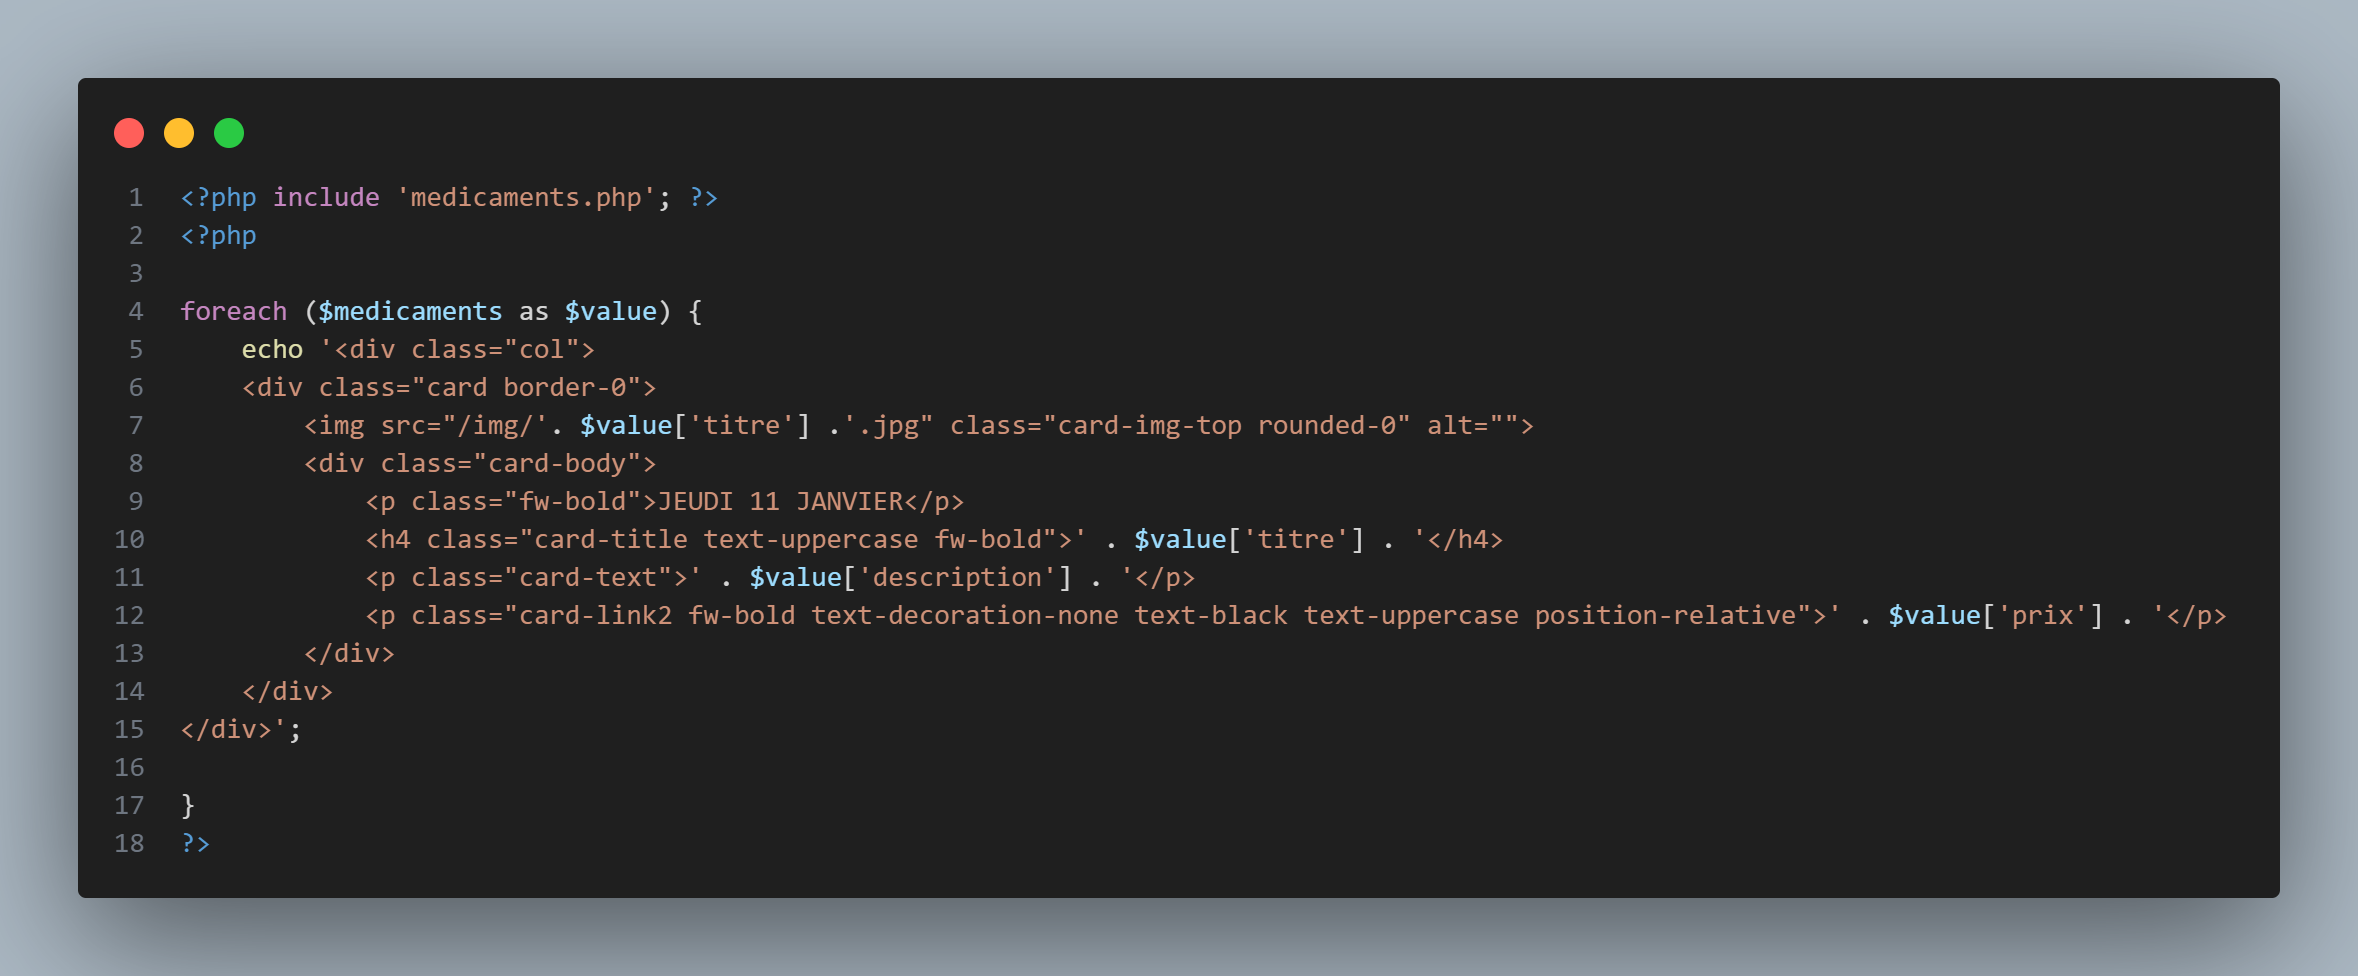 1 <?php include 'medicaments.php'; ?>
2 <?php
3
4 foreach ($medicaments as $value) {
5     echo '<div class="col">
6     <div class="card border-0">
7         <img src="/img/'. $value['titre'] .'.jpg" class="card-img-top rounded-0" alt="">
8         <div class="card-body">
9             <p class="fw-bold">JEUDI 11 JANVIER</p>
10             <h4 class="card-title text-uppercase fw-bold">' . $value['titre'] . '</h4>
11             <p class="card-text">' . $value['description'] . '</p>
12             <p class="card-link2 fw-bold text-decoration-none text-black text-uppercase position-relative">' . $value['prix'] . '</p>
13         </div>
14     </div>
15 </div>';
16
17 }
18 ?>